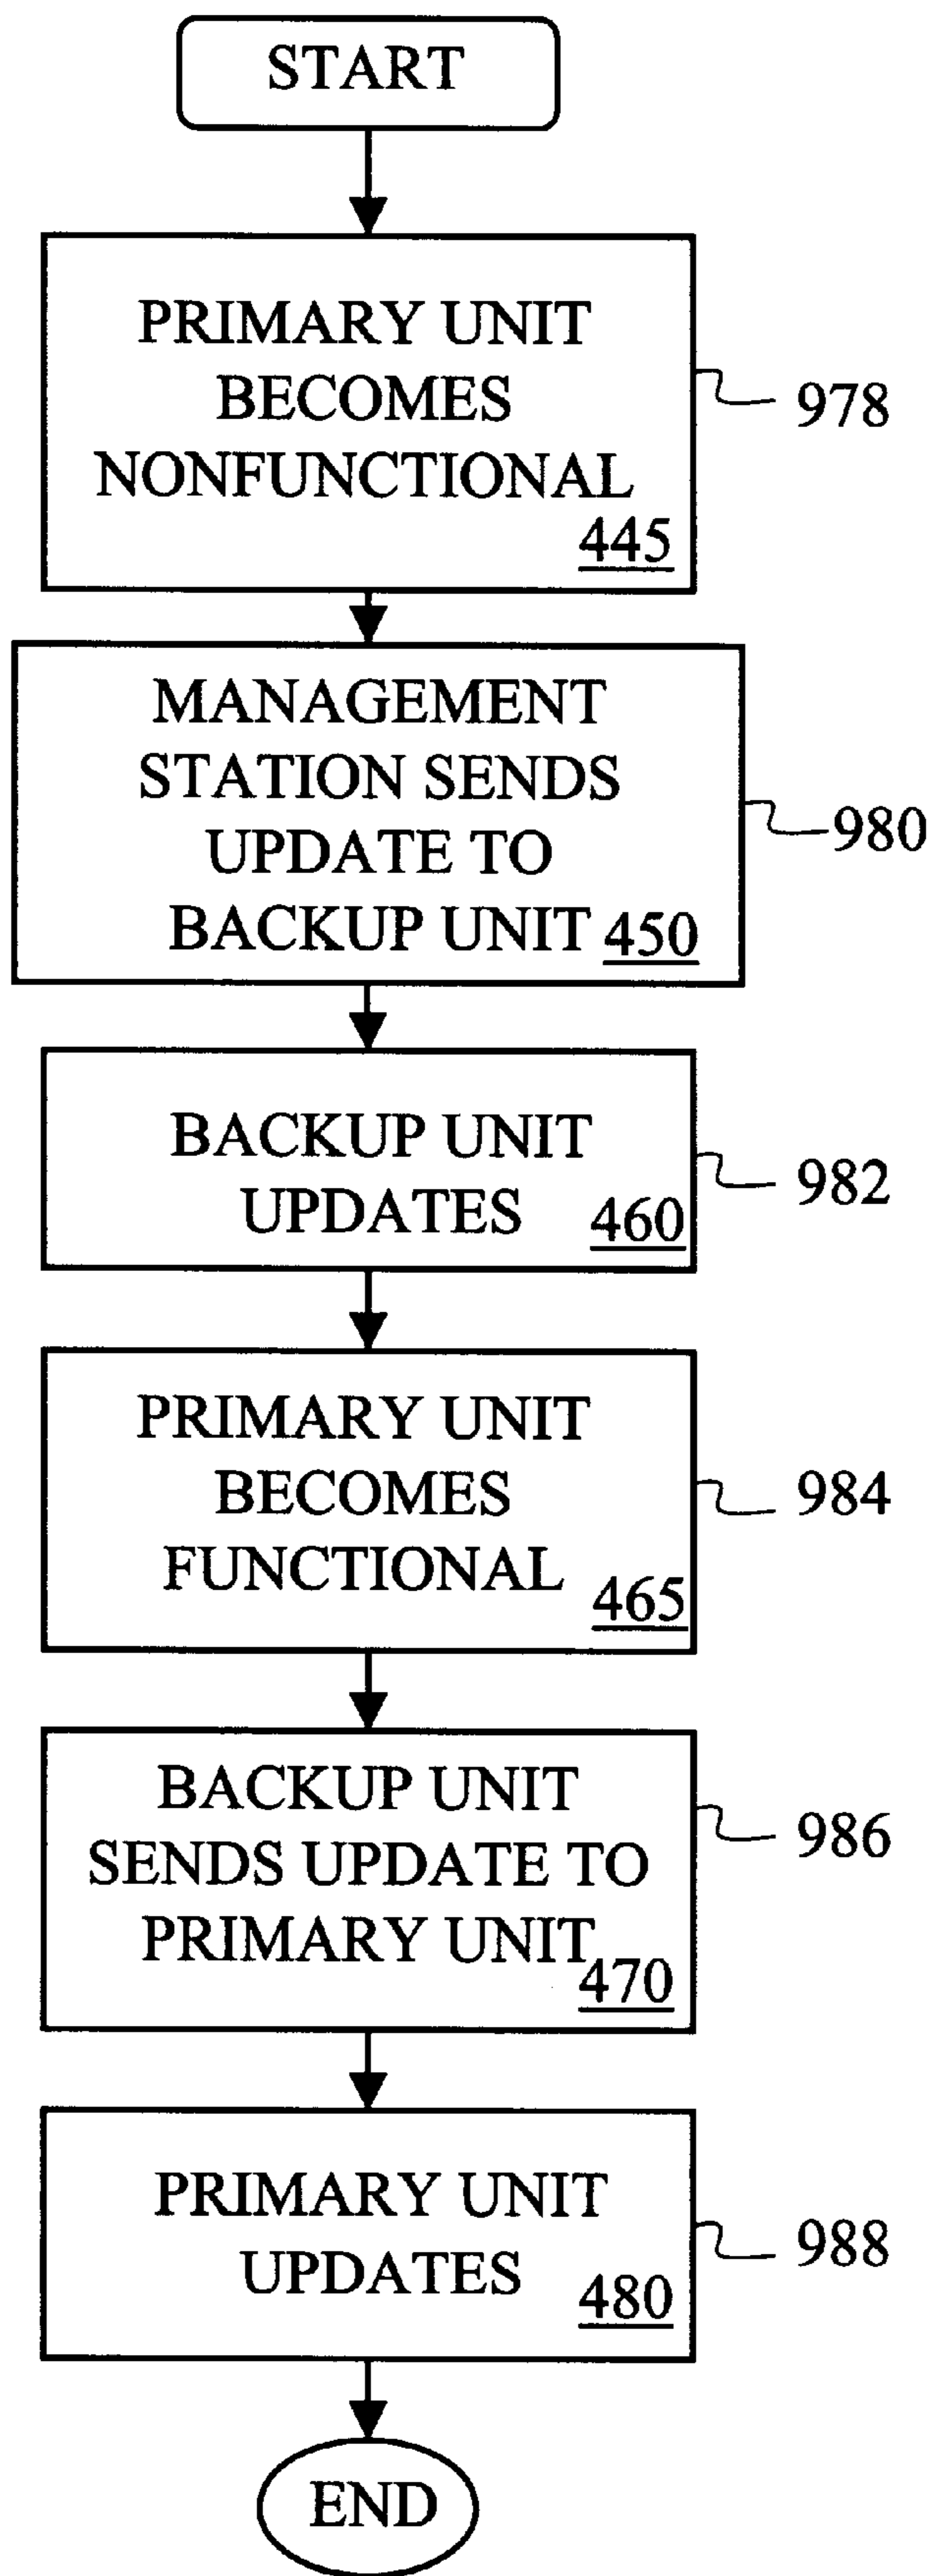 START
PRIMARY UNIT
BECOMES
NONFUNCTIONAL
445
978
MANAGEMENT
STATION SENDS
UPDATE TO
BACKUP UNIT 450
980
BACKUP UNIT
UPDATES 460
982
PRIMARY UNIT
BECOMES
FUNCTIONAL
465
984
BACKUP UNIT
SENDS UPDATE TO
PRIMARY UNIT
470
986
PRIMARY UNIT
UPDATES
480
988
END